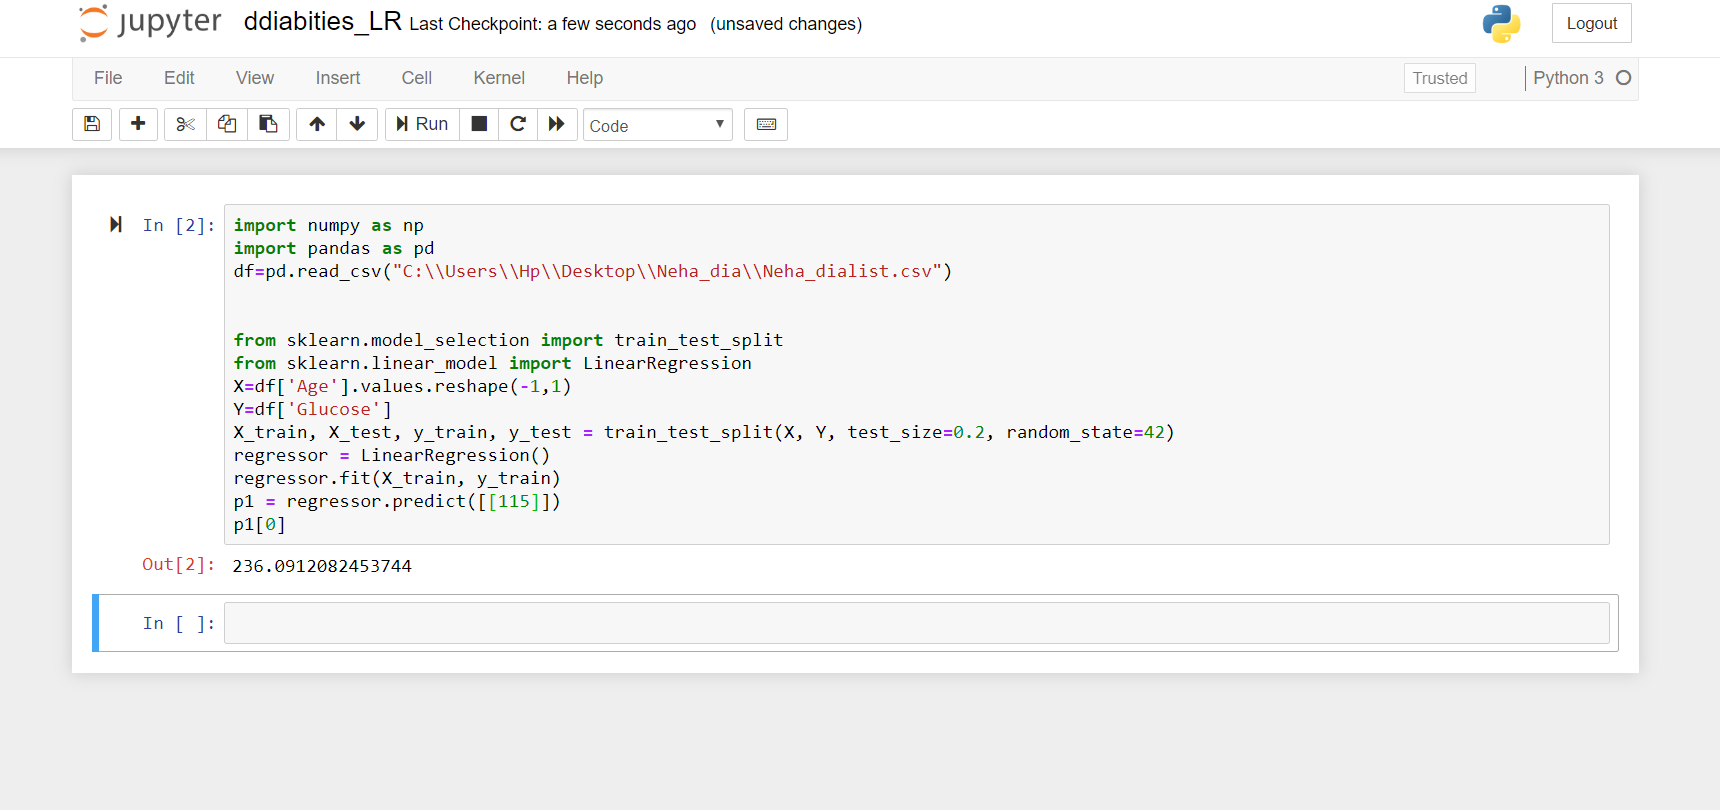 jupyter ddiabities_LR Last Checkpoint: a few seconds ago (unsaved changes)
Logout
File Edit View Insert Cell Kernel Help
Trusted
Python 3
Run
Code
In [2]:
import numpy as np
import pandas as pd
df=pd.read_csv("C:\\Users\\Hp\\Desktop\\Neha_dia\\Neha_dialist.csv")
from sklearn.model_selection import train_test_split
from sklearn.linear_model import LinearRegression
X=df['Age'].values.reshape(-1,1)
Y=df['Glucose']
X_train, X_test, y_train, y_test = train_test_split(X, Y, test_size=0.2, random_state=42)
regressor = LinearRegression()
regressor.fit(X_train, y_train)
p1 = regressor.predict([[115]])
p1[0]
Out[2]: 236.0912082453744
In [ ]: